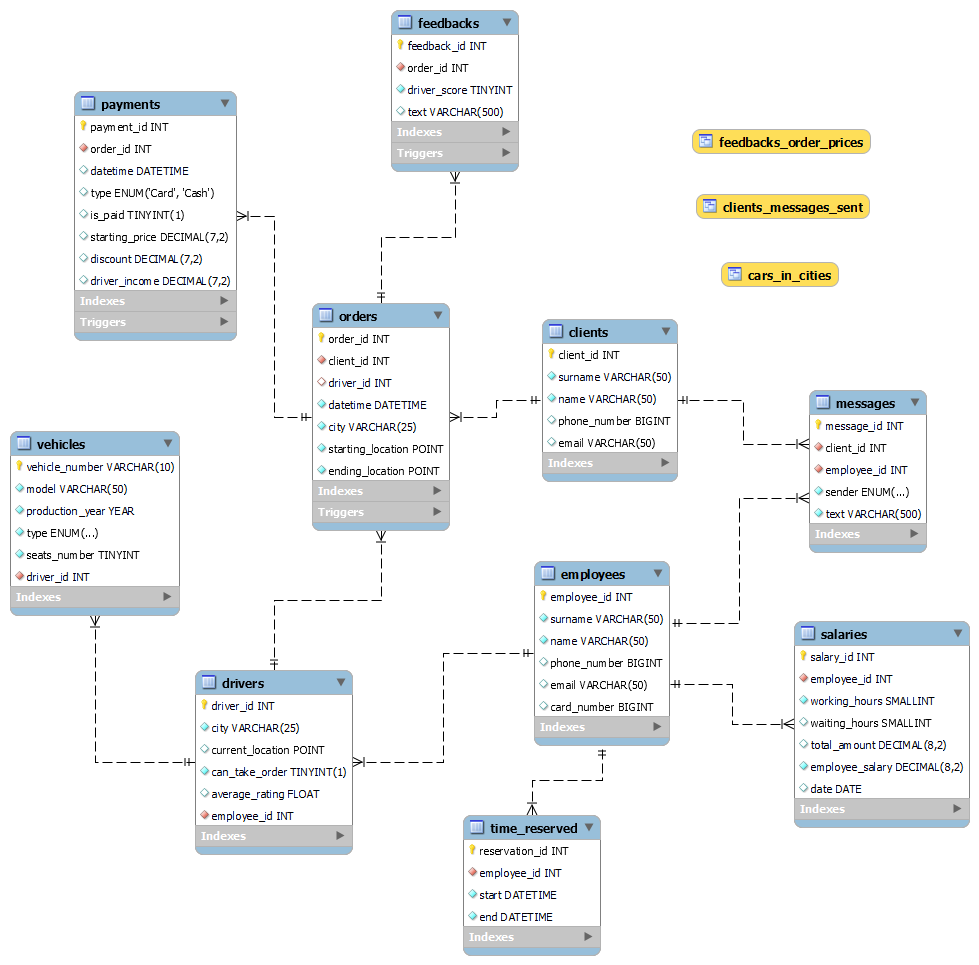 feedbacks
feedback_id INT
order_id INT
driver_score TINYINT
text VARCHAR(500)
Indexes
Triggers
payments
payment_id INT
order_id INT
datetime DATETIME
type ENUM('Card', 'Cash')
is_paid TINYINT(1)
starting_price DECIMAL(7,2)
discount DECIMAL(7,2)
driver_income DECIMAL(7,2)
Indexes
Triggers
feedbacks_order_prices
clients_messages_sent
cars_in_cities
orders
order_id INT
client_id INT
driver_id INT
datetime DATETIME
city VARCHAR(25)
starting_location POINT
ending_location POINT
Indexes
Triggers
clients
client_id INT
surname VARCHAR(50)
name VARCHAR(50)
phone_number BIGINT
email VARCHAR(50)
Indexes
messages
message_id INT
client_id INT
employee_id INT
sender ENUM(...)
text VARCHAR(500)
Indexes
vehicles
vehicle_number VARCHAR(10)
model VARCHAR(50)
production_year YEAR
type ENUM(...)
seats_number TINYINT
driver_id INT
Indexes
employees
employee_id INT
surname VARCHAR(50)
name VARCHAR(50)
phone_number BIGINT
email VARCHAR(50)
card_number BIGINT
Indexes
salaries
salary_id INT
employee_id INT
working_hours SMALLINT
waiting_hours SMALLINT
total_amount DECIMAL(8,2)
employee_salary DECIMAL(8,2)
date DATE
Indexes
drivers
driver_id INT
city VARCHAR(25)
current_location POINT
can_take_order TINYINT(1)
average_rating FLOAT
employee_id INT
Indexes
time_reserved
reservation_id INT
employee_id INT
start DATETIME
end DATETIME
Indexes